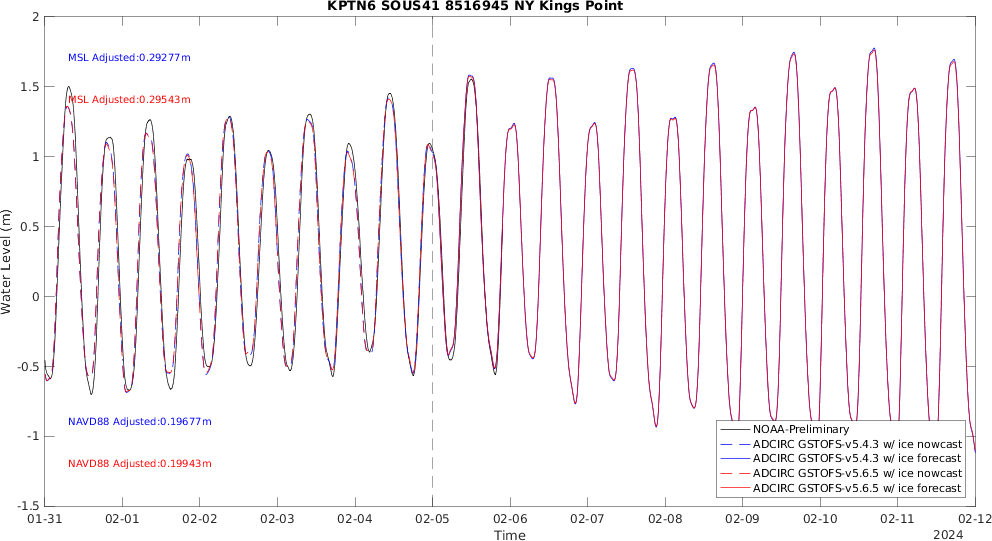 KPTN6 SOUS41 8516945 NY Kings Point
2
1.5
1
0.5
0
-0.5
-1
-1.5
Water Level (m)
MSL Adjusted:0.29277m
MSL Adjusted:0.29543m
NAVD88 Adjusted:0.19677m
NAVD88 Adjusted:0.19943m
NOAA-Preliminary
ADCIRC GSTOFS-v5.4.3 w/ ice nowcast
ADCIRC GSTOFS-v5.4.3 w/ ice forecast
ADCIRC GSTOFS-v5.6.5 w/ ice nowcast
ADCIRC GSTOFS-v5.6.5 w/ ice forecast
01-31 02-01 02-02 02-03 02-04 02-05 02-06 02-07 02-08 02-09 02-10 02-11 02-12
Time
2024